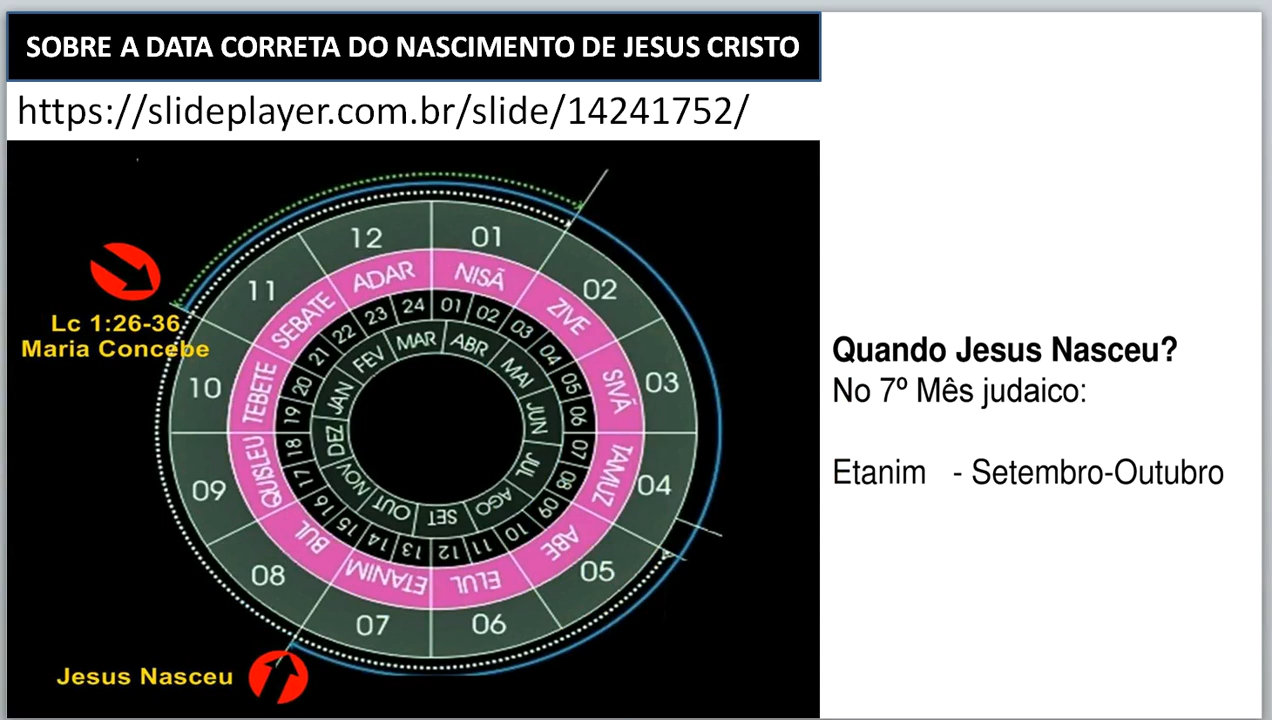 SOBRE A DATA CORRETA DO NASCIMENTO DE JESUS CRISTO
https://slideplayer.com.br/slide/14241752/
01
02
03
04
05
06
07
08
09
10
11
12
NISÃ
ZIVE
SIVÃ
TAMUZ
ABE
ELUL
ETANIM
BUL
QUISLEU
TEBETE
SEBATE
ADAR
01
02
03
04
05
06
07
08
09
10
11
12
13
14
15
16
17
18
19
20
21
22
23
24
ABR
MAI
JUN
JUL
AGO
SET
OUT
NOV
DEZ
JAN
FEV
MAR
Lc 1:26-36
Maria Concebe
Jesus Nasceu
Quando Jesus Nasceu?
No 7º Mês judaico:
Etanim - Setembro-Outubro